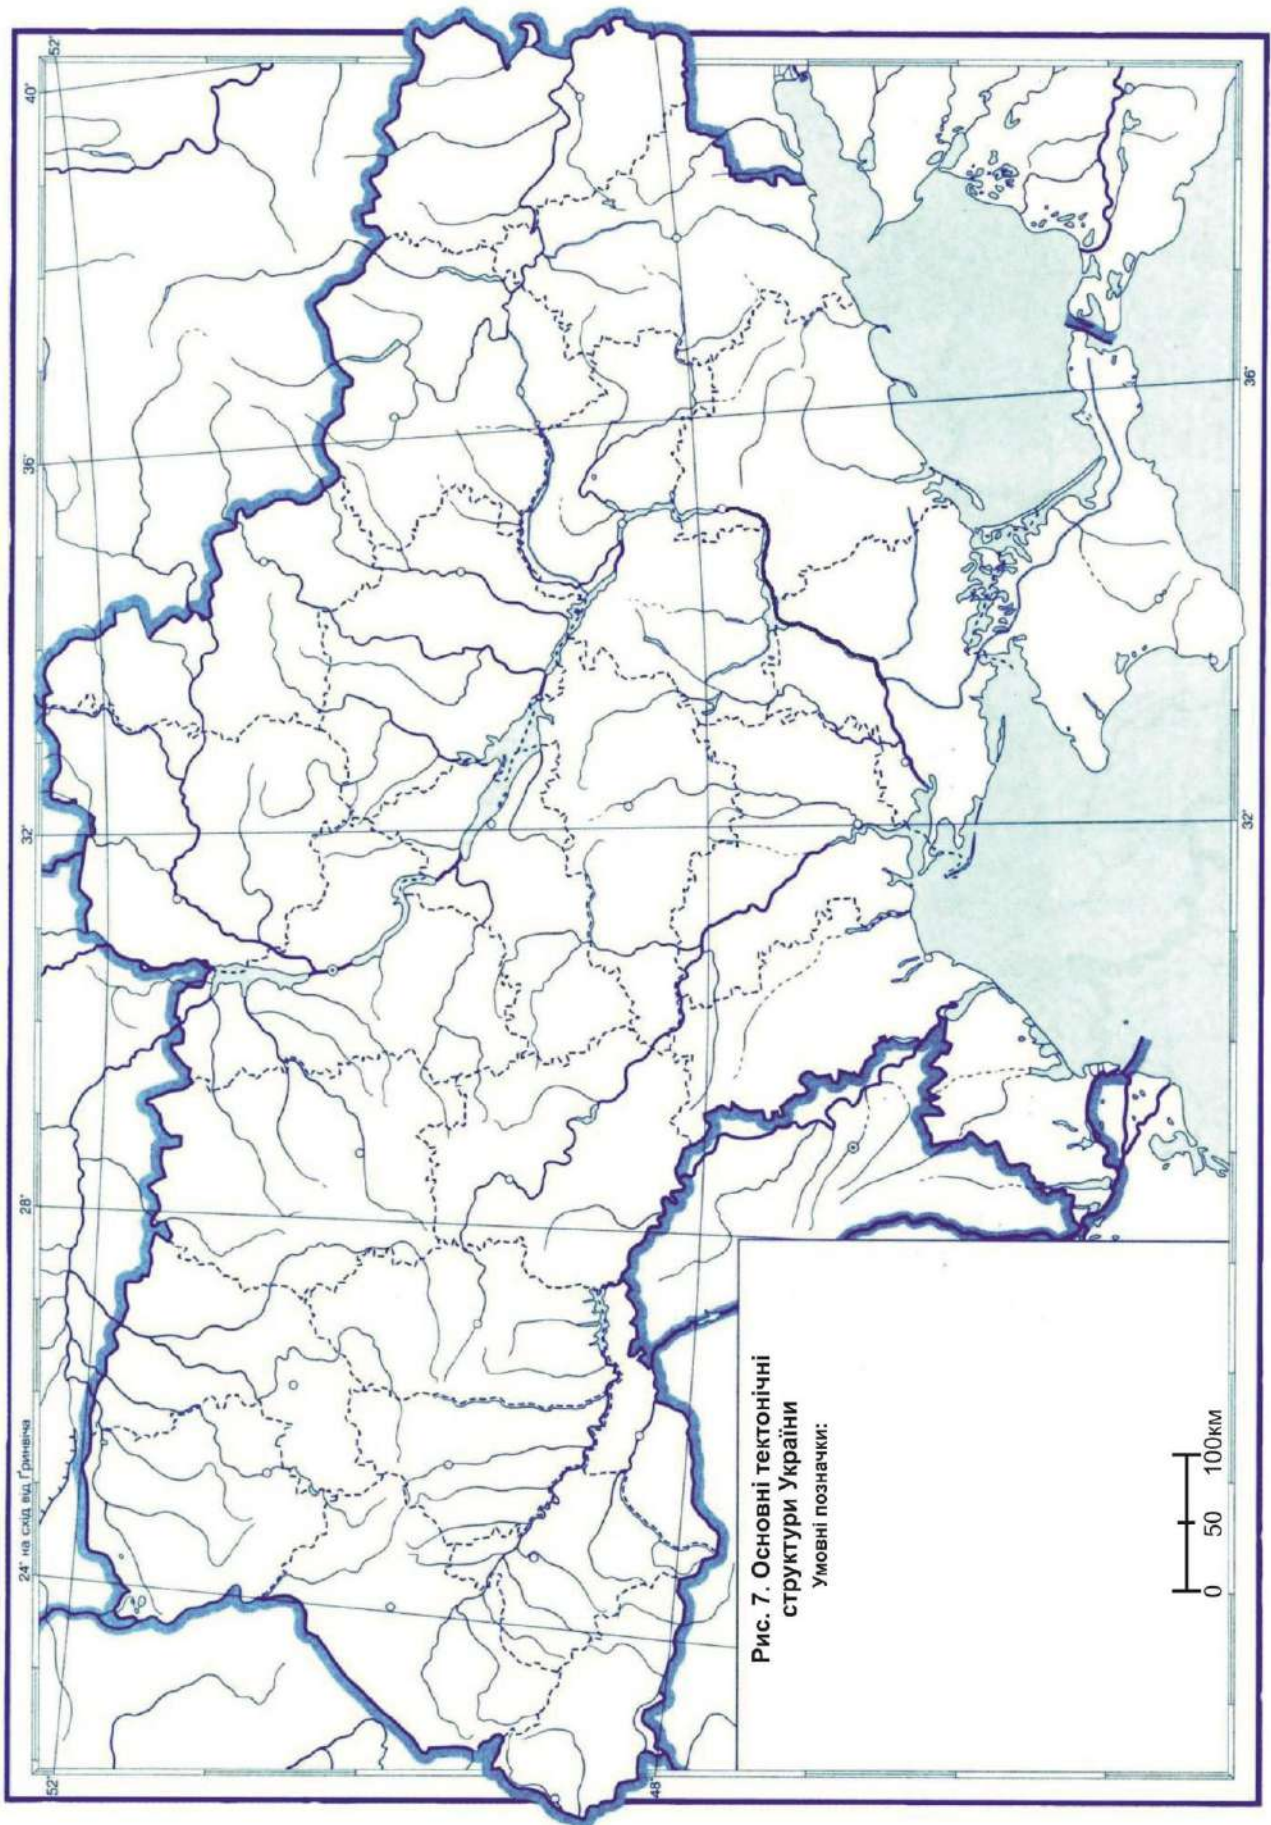 24° на схід від Гринвіча
28°
32°
36°
40°
52°
52°
48°
32°
36°
Рис. 7. Основні тектонічні
структури України
Умовні позначки:
0 50 100км